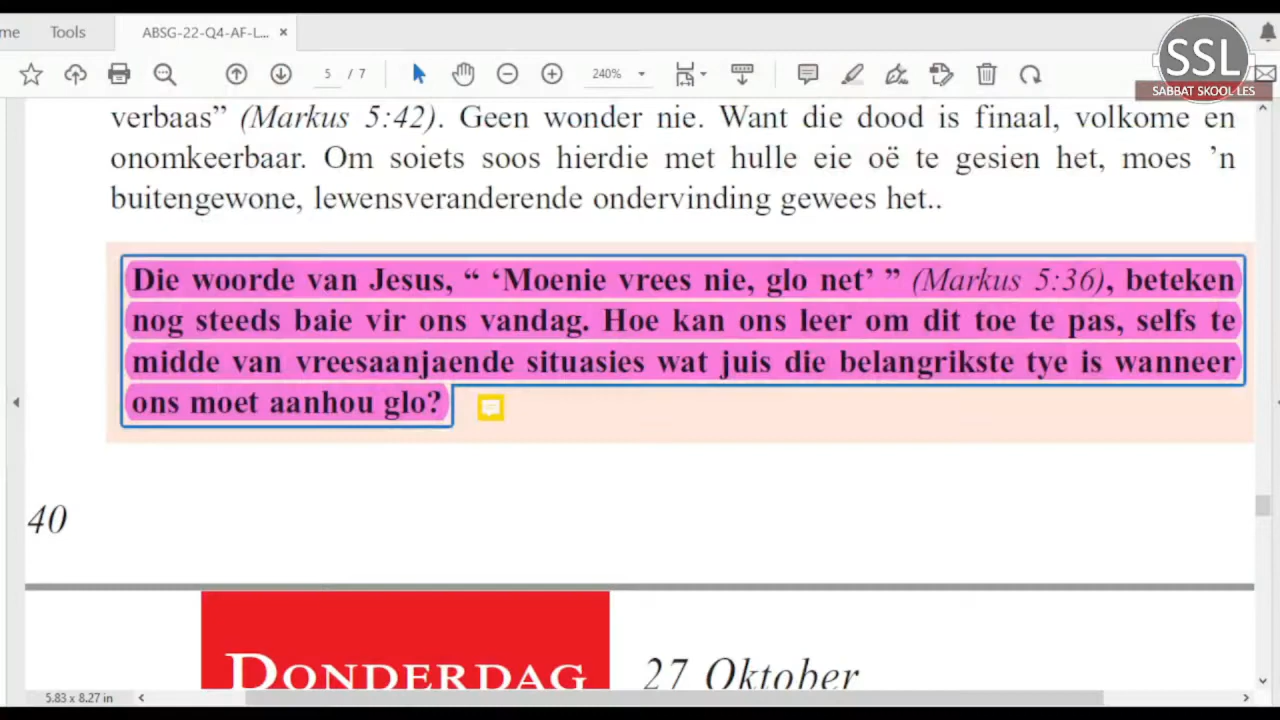 me Tools ABSG-22-Q4-AF-L... ×
SSL
SABBAT SKOOL LES
5 / 7 240%
verbaas” (Markus 5:42). Geen wonder nie. Want die dood is finaal, volkome en
onomkeerbaar. Om soiets soos hierdie met hulle eie oë te gesien het, moes ’n
buitengewone, lewensveranderende ondervinding gewees het..
Die woorde van Jesus, “ ‘Moenie vrees nie, glo net’ ” (Markus 5:36), beteken
nog steeds baie vir ons vandag. Hoe kan ons leer om dit toe te pas, selfs te
midde van vreesaanjaende situasies wat juis die belangrikste tye is wanneer
ons moet aanhou glo?
40
DONDERDAG 27 Oktober
5.83 x 8.27 in